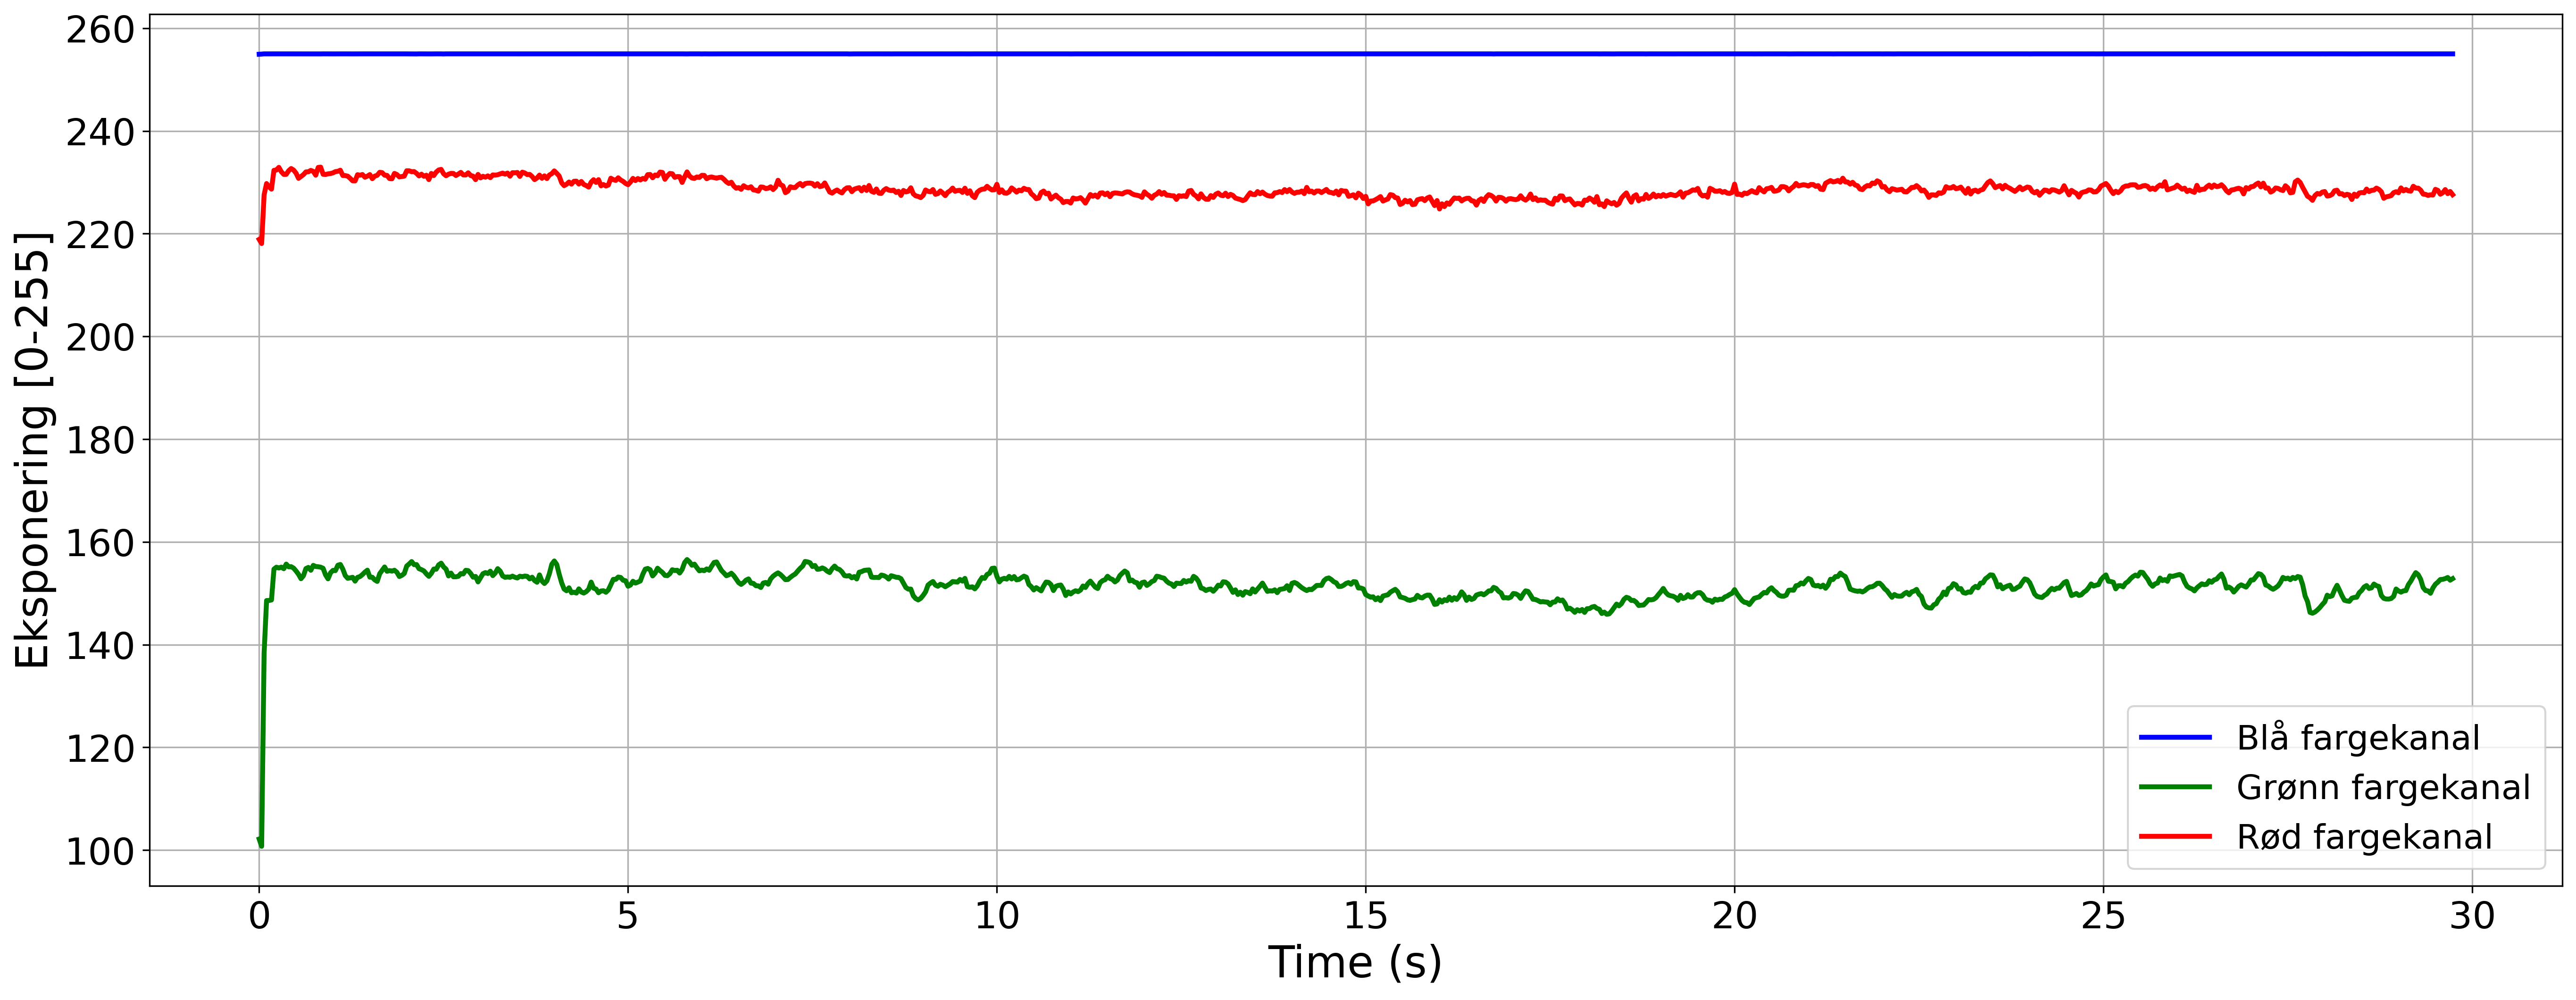 260
240
220
200
180
160
140
120
100
Eksponering [0-255]
0 5 10 15 20 25 30
Time (s)
Blå fargekanal
Grønn fargekanal
Rød fargekanal